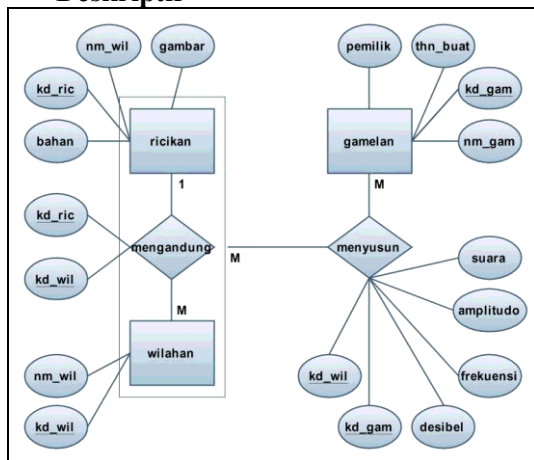 Deskriptif
nm_wil
gambar
kd_ric
bahan
ricikan
1
kd_ric
kd_wil
mengandung
M
M
wilahan
nm_wil
kd_wil
pemilik
thn_buat
kd_gam
nm_gam
gamelan
M
menyusun
suara
amplitudo
frekuensi
desibel
kd_gam
kd_wil